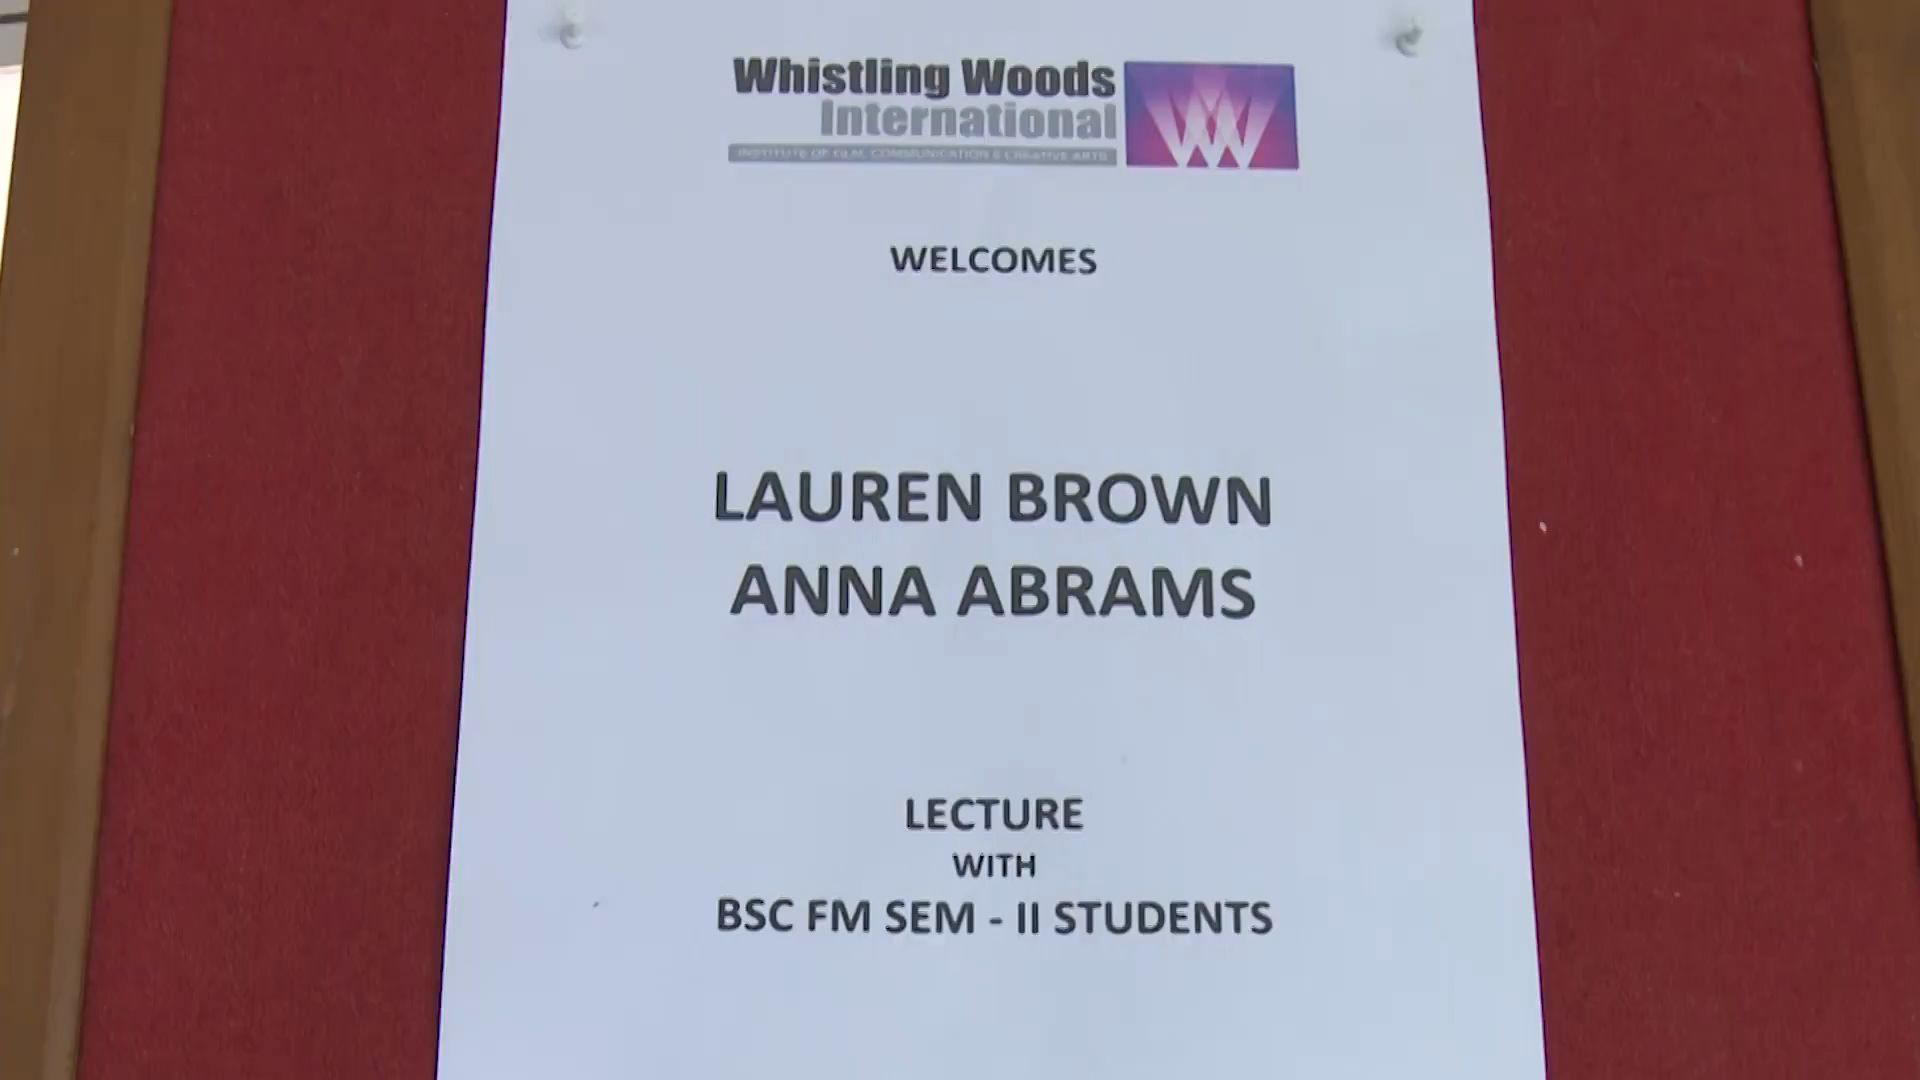 Whistling Woods
International
INSTITUTE OF FILM, COMMUNICATION & CREATIVE ARTS
WELCOMES
LAUREN BROWN
ANNA ABRAMS
LECTURE
WITH
BSC FM SEM - II STUDENTS